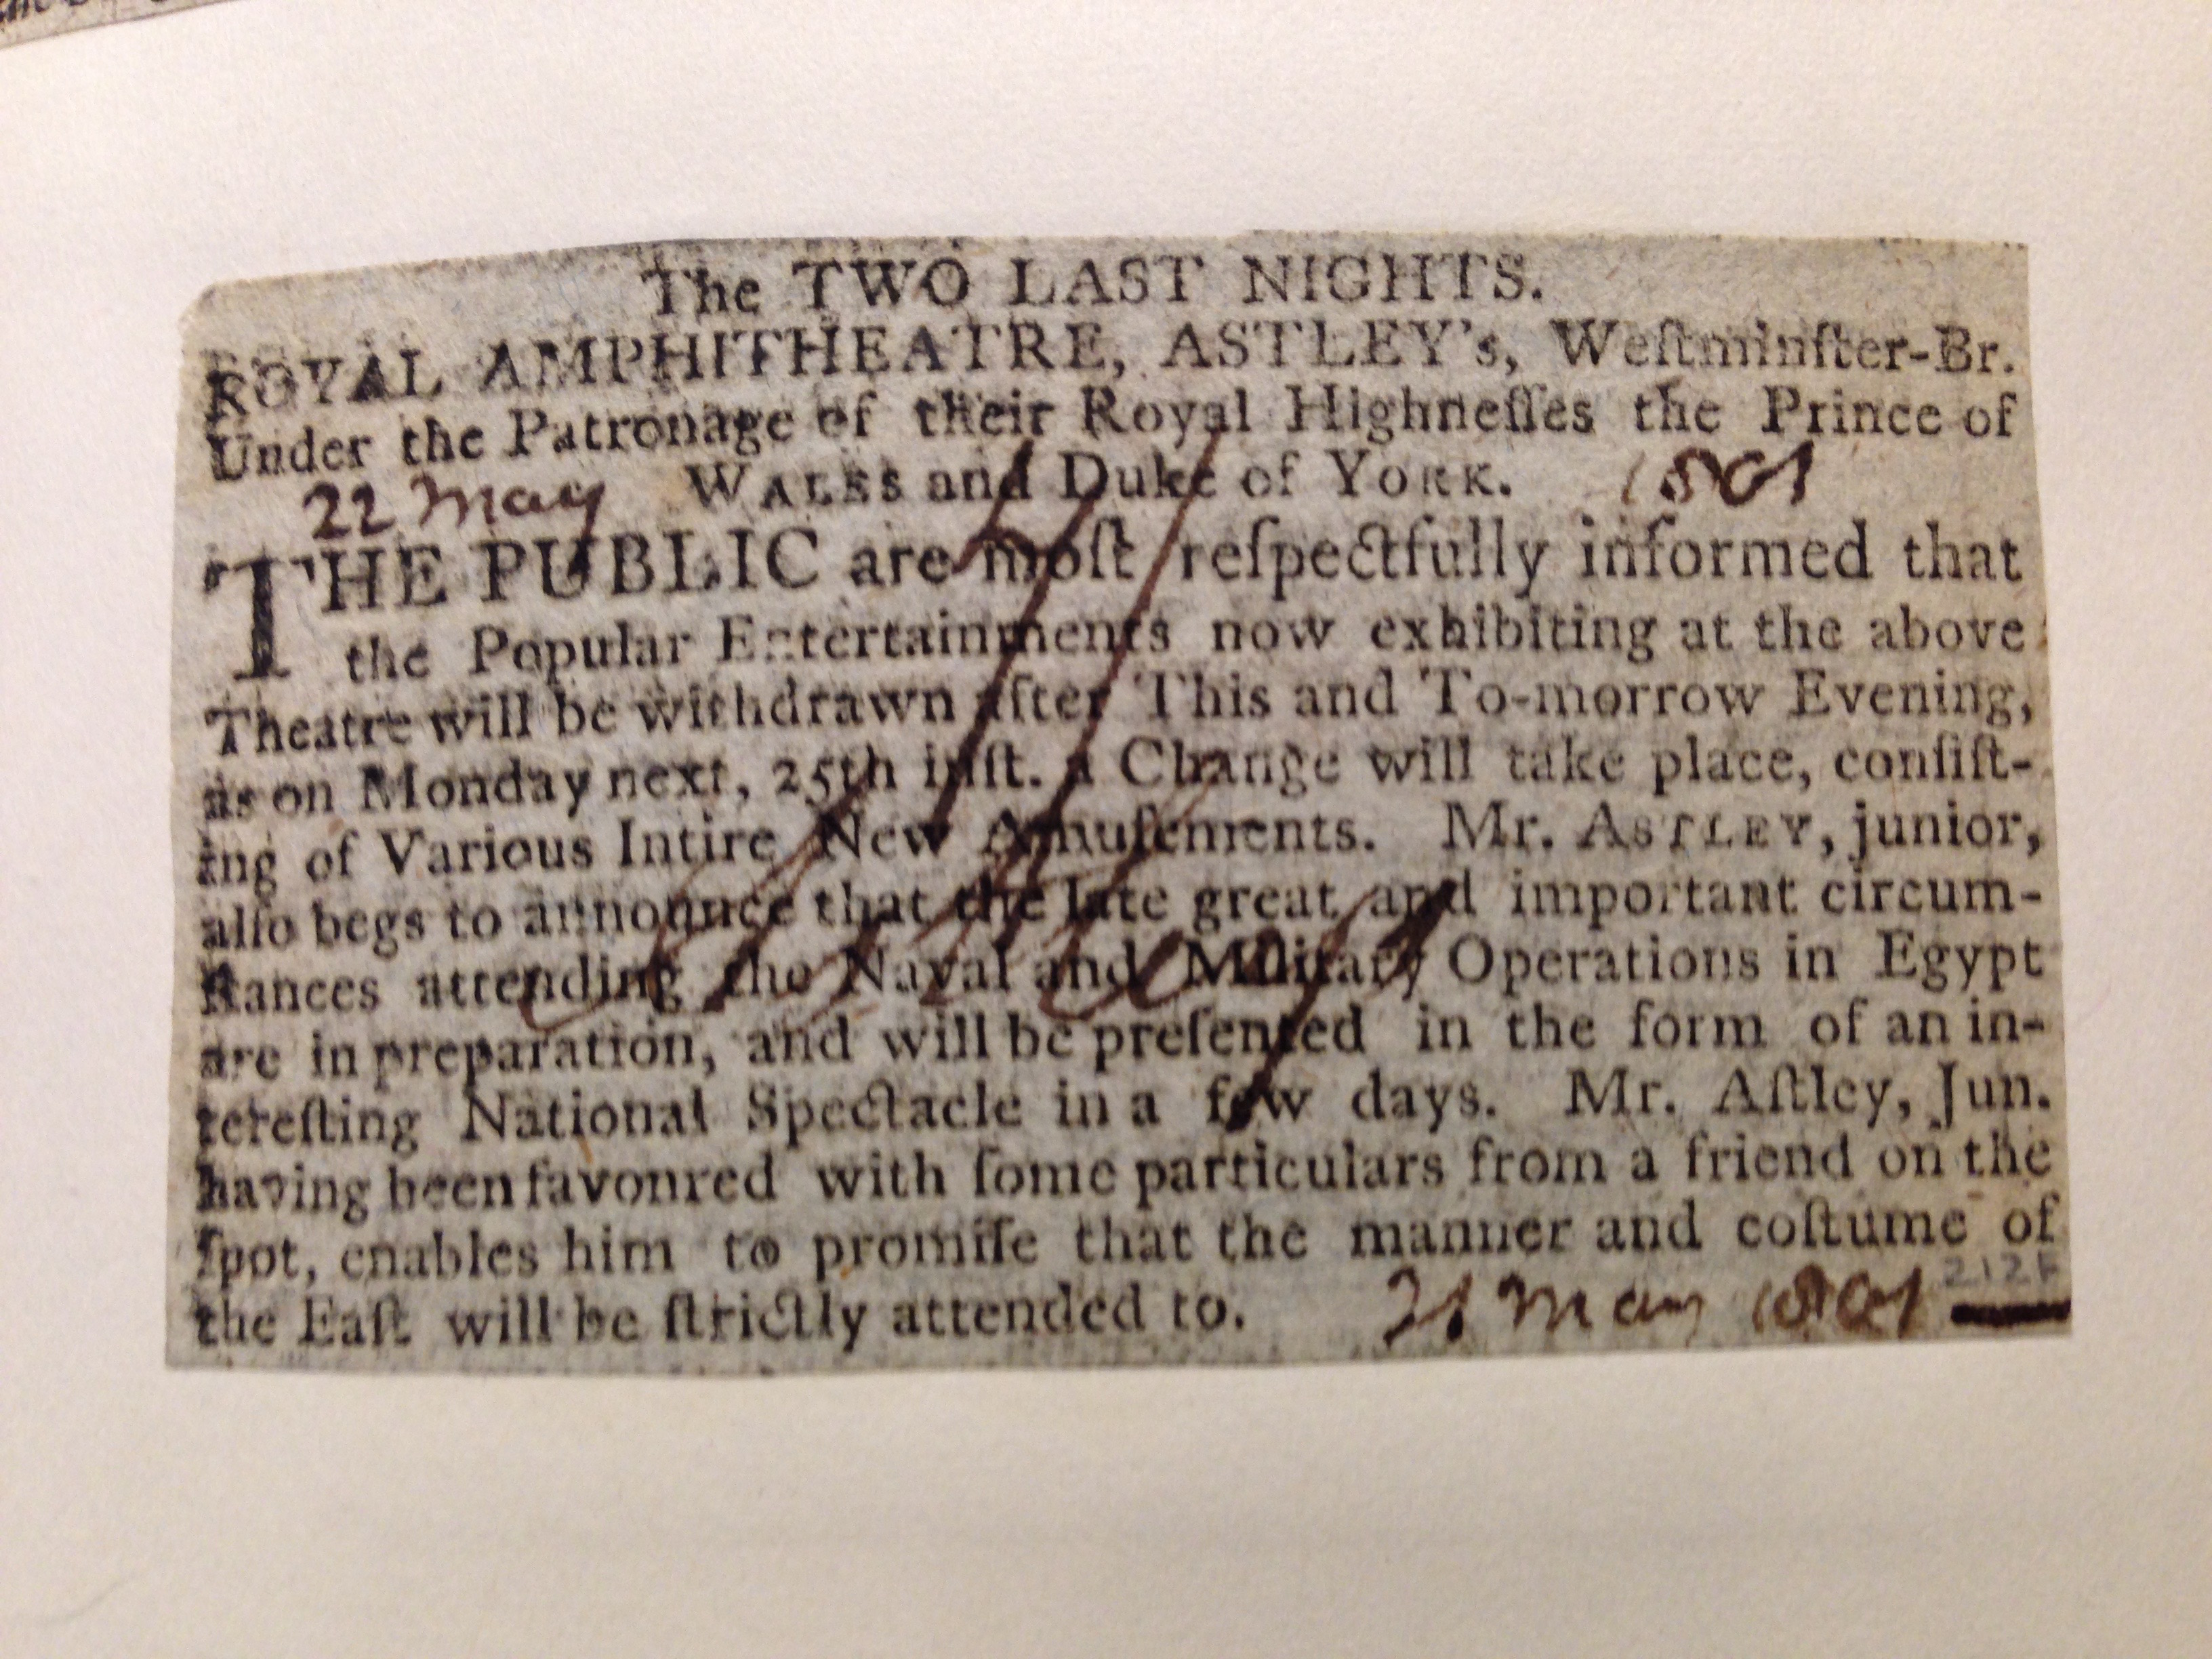 The TWO LAST NIGHTS.
ROYAL AMPHITHEATRE, ASTLEY's, Weſtminſter-Br.
Under the Patronage of their Royal Highneſſes the Prince of
WALES and Duke of YORK.
22 May 1801
THE PUBLIC are moſt reſpectfully informed that
the Popular Entertainments now exhibiting at the above
Theatre will be withdrawn after This and To-morrow Evening,
as on Monday next, 25th inſt. a Change will take place, conſiſt-
ing of Various Intire New Amuſements. Mr. ASTLEY, junior,
alſo begs to announce that the late great and important circum-
ſtances attending the Naval and Military Operations in Egypt
are in preparation, and will be preſented in the form of an in-
tereſting National Spectacle in a few days. Mr. Aſtley, Jun.
having been favoured with ſome particulars from a friend on the
ſpot, enables him to promiſe that the manner and coſtume of
the Eaſt will be ſtrictly attended to.
21 May 1801
212F
Astley